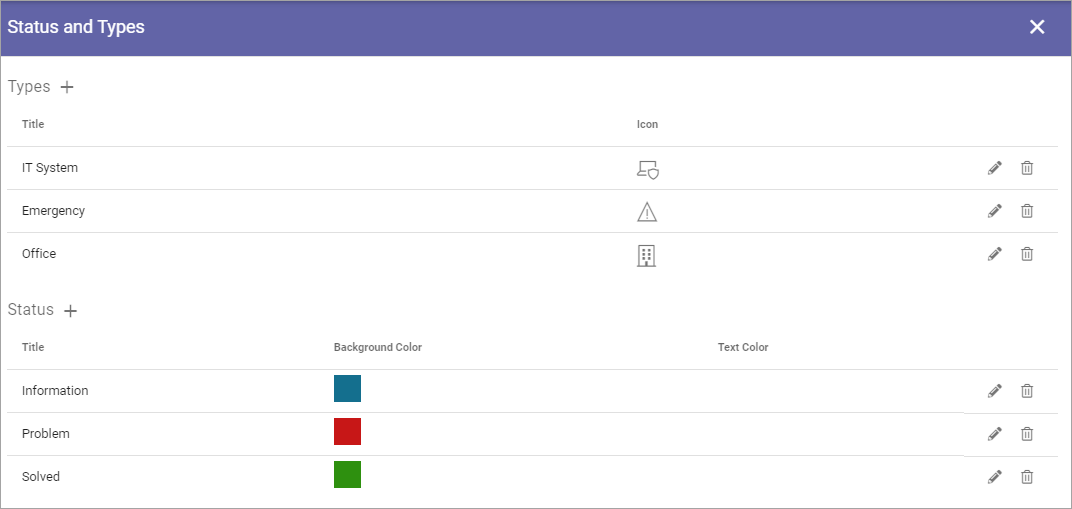 Status and Types
Types
Title Icon
IT System
Emergency
Office
Status
Title Background Color Text Color
Information
Problem
Solved